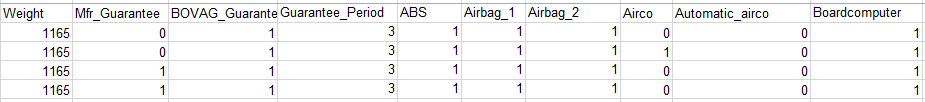 Weight Mfr_Guarantee BOVAG_Guarante Guarantee_Period ABS Airbag_1 Airbag_2 Airco Automatic_airco Boardcomputer
1165 0 1 3 1 1 1 0 0 1
1165 0 1 3 1 1 1 1 0 1
1165 1 1 3 1 1 1 0 0 1
1165 1 1 3 1 1 1 0 0 1